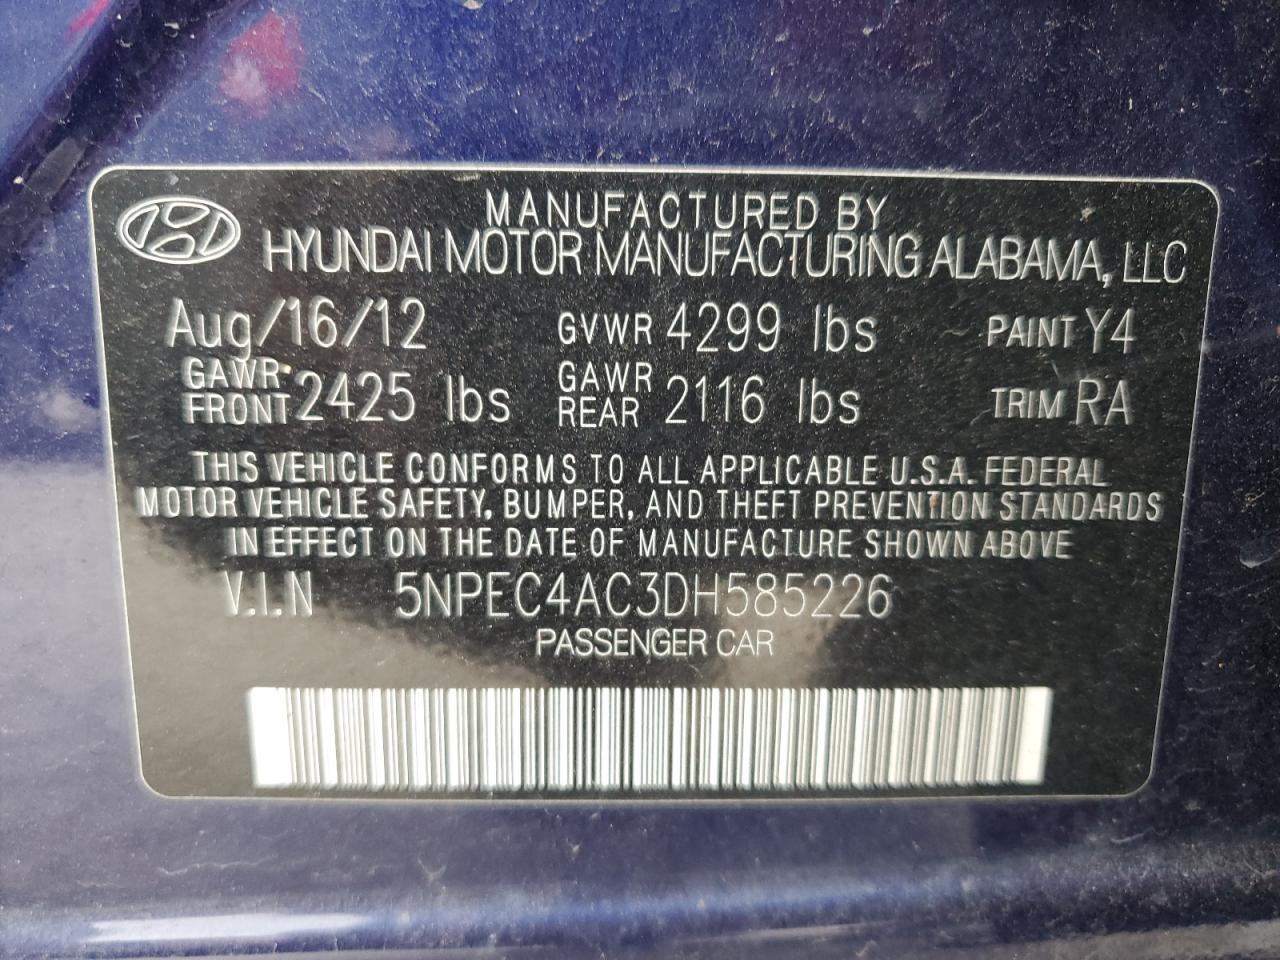 MANUFACTURED BY
HYUNDAI MOTOR MANUFACTURING ALABAMA, LLC
Aug/16/12 GVWR 4299 lbs PAINT Y4
GAWR FRONT 2425 lbs GAWR REAR 2116 lbs TRIM RA
THIS VEHICLE CONFORMS TO ALL APPLICABLE U.S.A. FEDERAL
MOTOR VEHICLE SAFETY, BUMPER, AND THEFT PREVENTION STANDARDS
IN EFFECT ON THE DATE OF MANUFACTURE SHOWN ABOVE
V.I.N 5NPEC4AC3DH585226
PASSENGER CAR